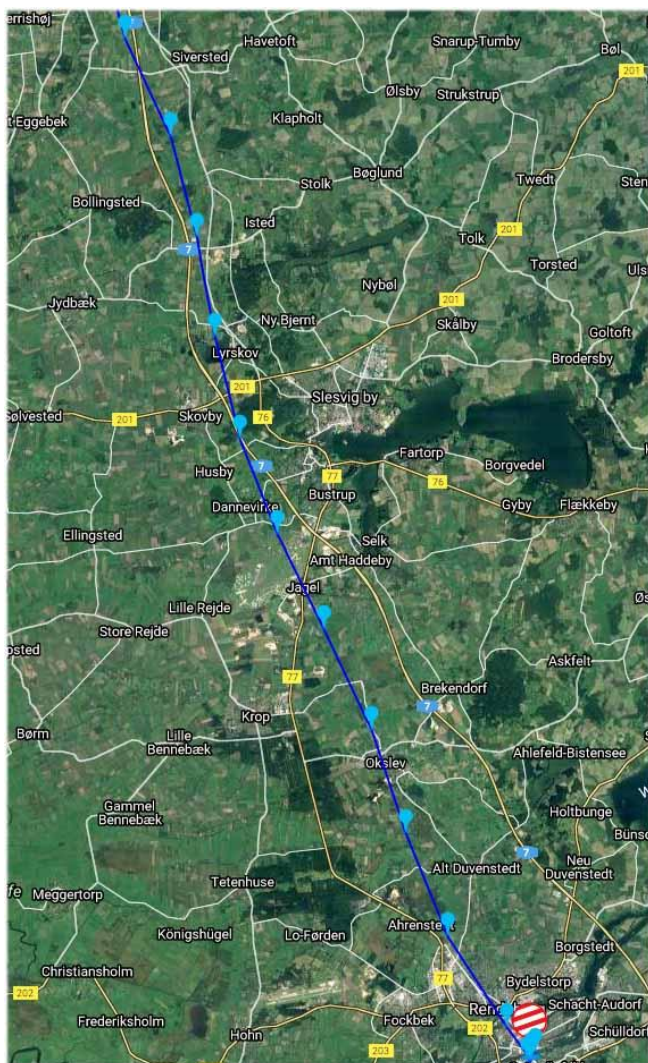 errishøj
7
Siversted
Havetoft
Snarup-Tumby
Bøl
201
Ølsby
Strukstrup
t Eggebek
Klapholt
Bøglund
Stolk
Twedt
Sten
Bollingsted
Isted
201
Tolk
7
Torsted
Uls
Nybøl
Jydbæk
201
Ny Bjernt
Skålby
Goltoft
Lyrskov
Brodersby
201
Slesvig by
Sølvested
201
Skovby
76
Fartorp
Husby
7
Borgvedel
77
76
Bustrup
Gyby
Flækkeby
Dannevirke
Ellingsted
Selk
Amt Haddeby
Jagel
Lille Rejde
Store Rejde
Askfelt
77
Brekendorf
7
Krop
Børm
Lille
Bennebæk
Ahlefeld-Bistensee
Okslev
Gammel
Bennebæk
Holtbunge
7
Neu
Duvenstedt
Alt Duvenstedt
Tetenhuse
Meggertorp
Königshügel
Lo-Førden
Borgstedt
Christiansholm
77
Bydelstorp
202
Schacht-Audorf
Frederiksholm
Fockbek
202
Hohn
203